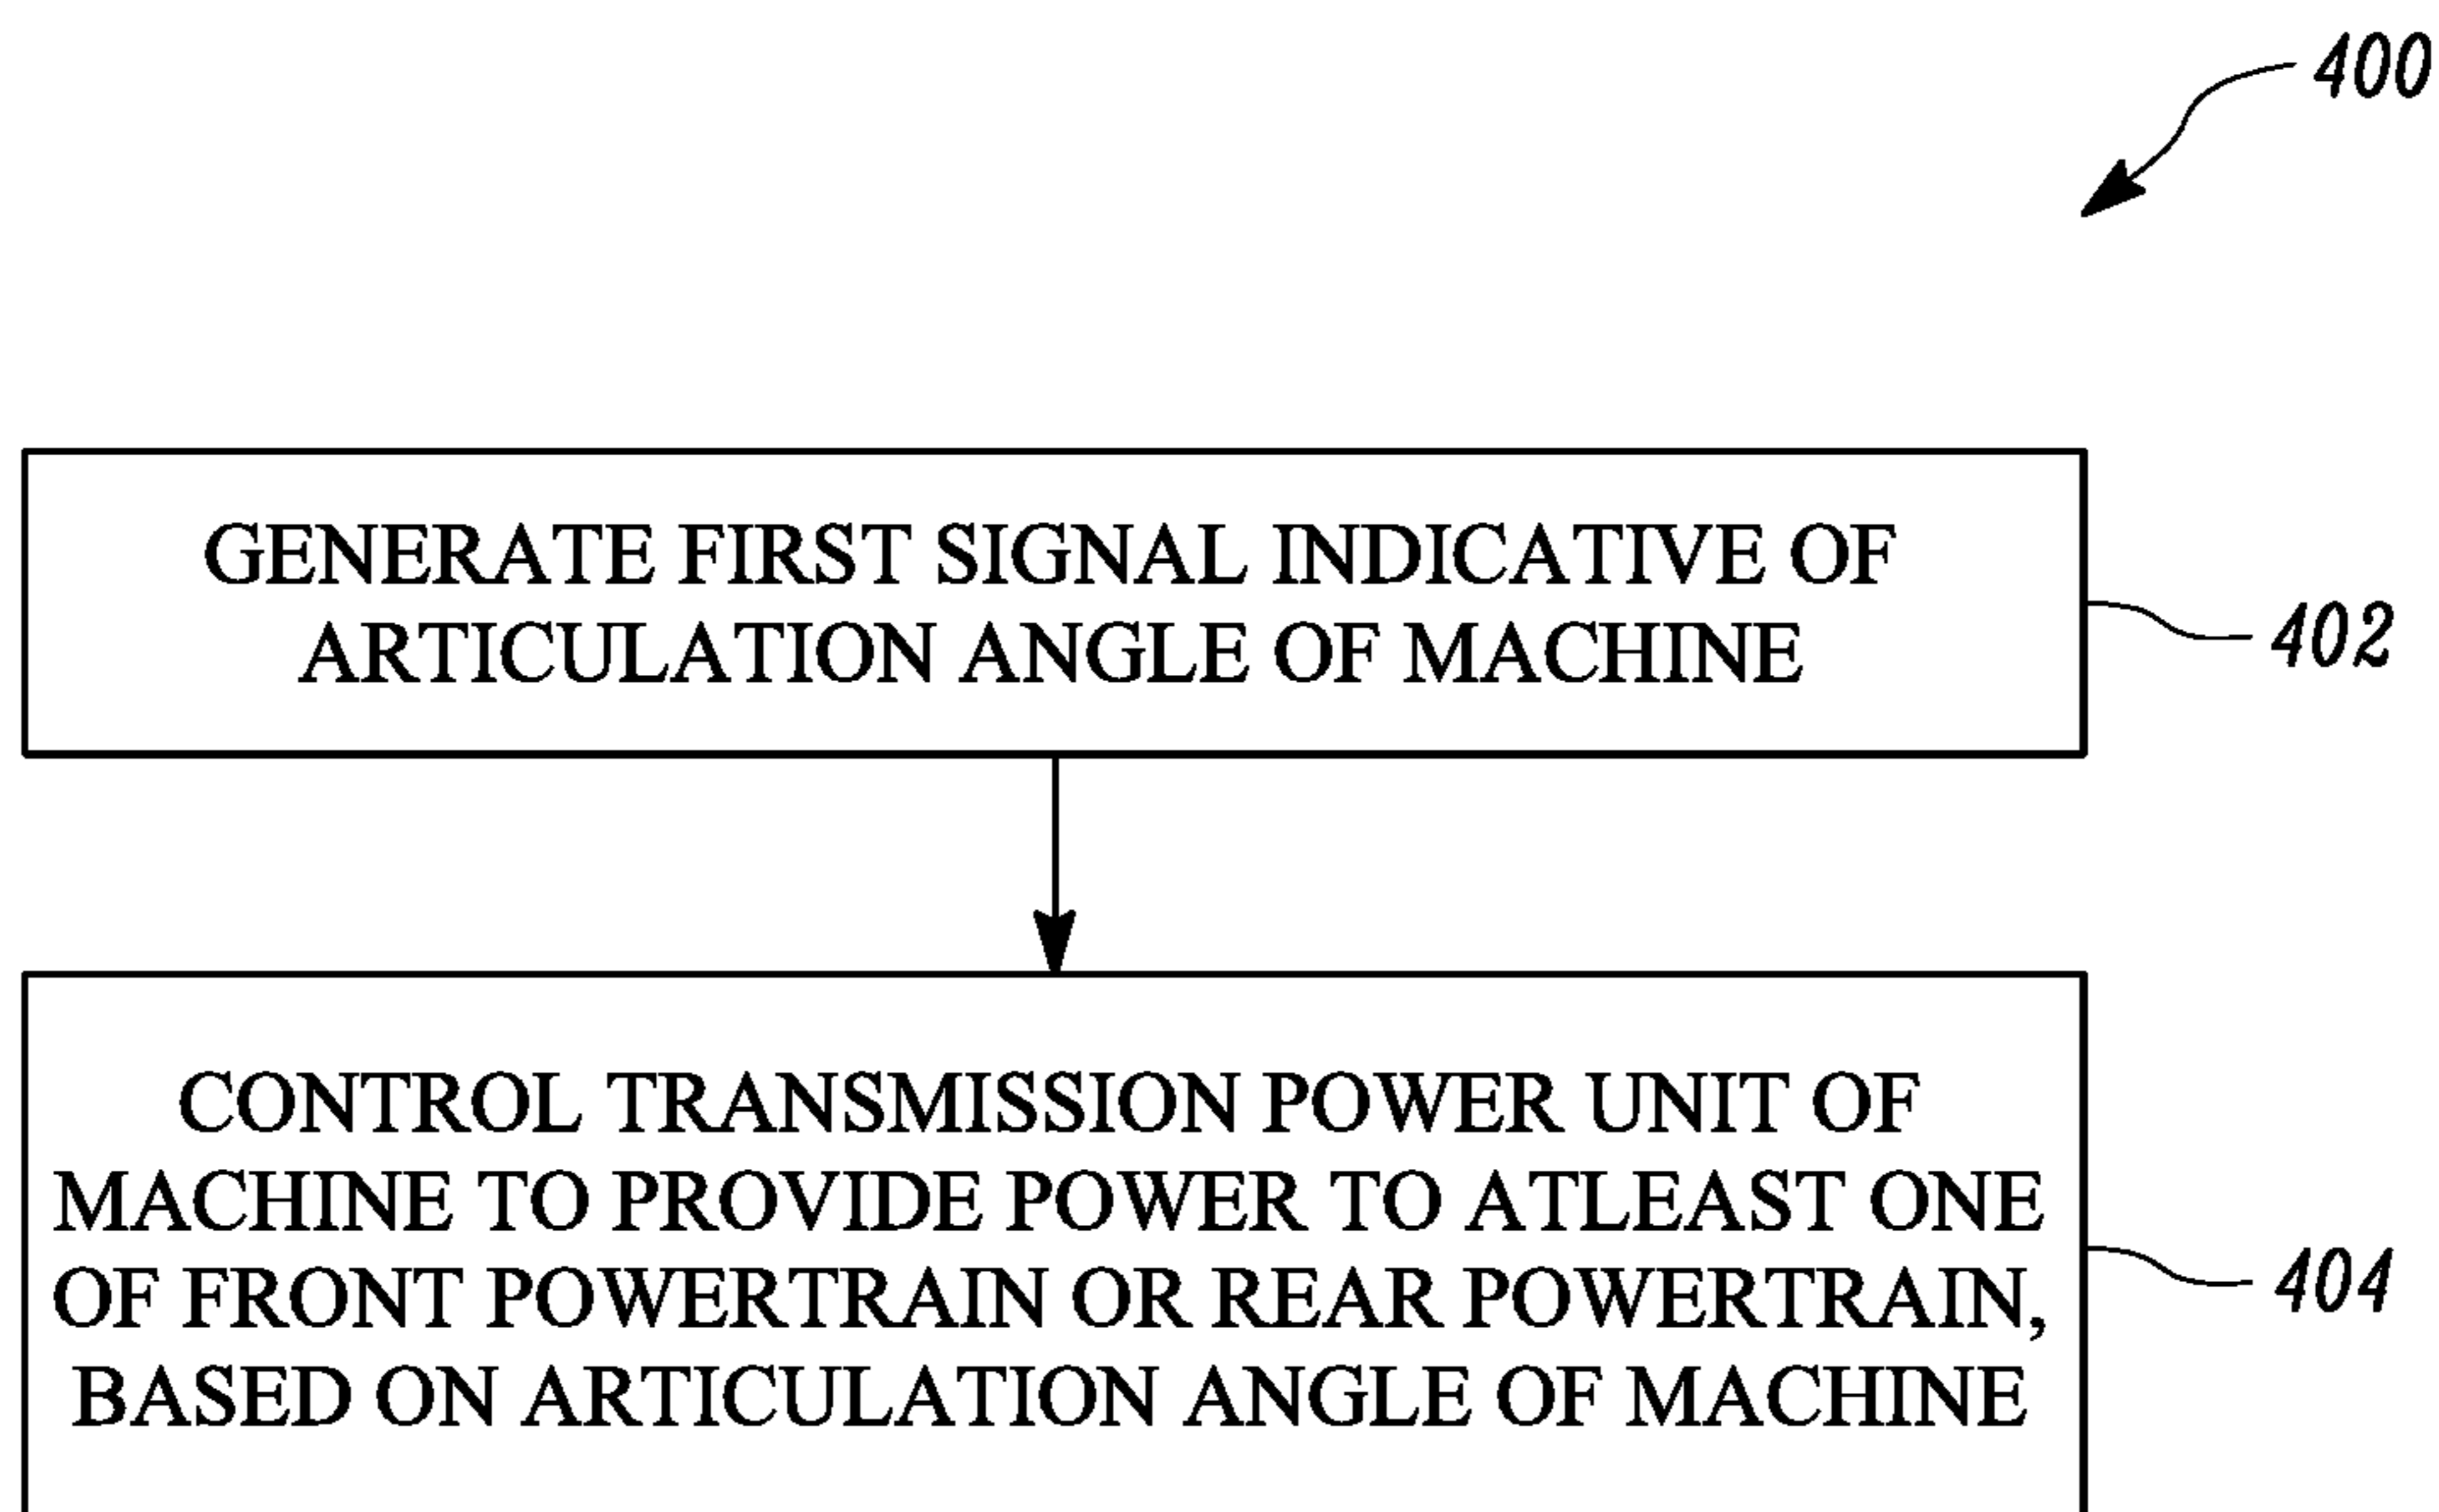 400
GENERATE FIRST SIGNAL INDICATIVE OF
ARTICULATION ANGLE OF MACHINE
402
CONTROL TRANSMISSION POWER UNIT OF
MACHINE TO PROVIDE POWER TO ATLEAST ONE
OF FRONT POWERTRAIN OR REAR POWERTRAIN,
BASED ON ARTICULATION ANGLE OF MACHINE
404